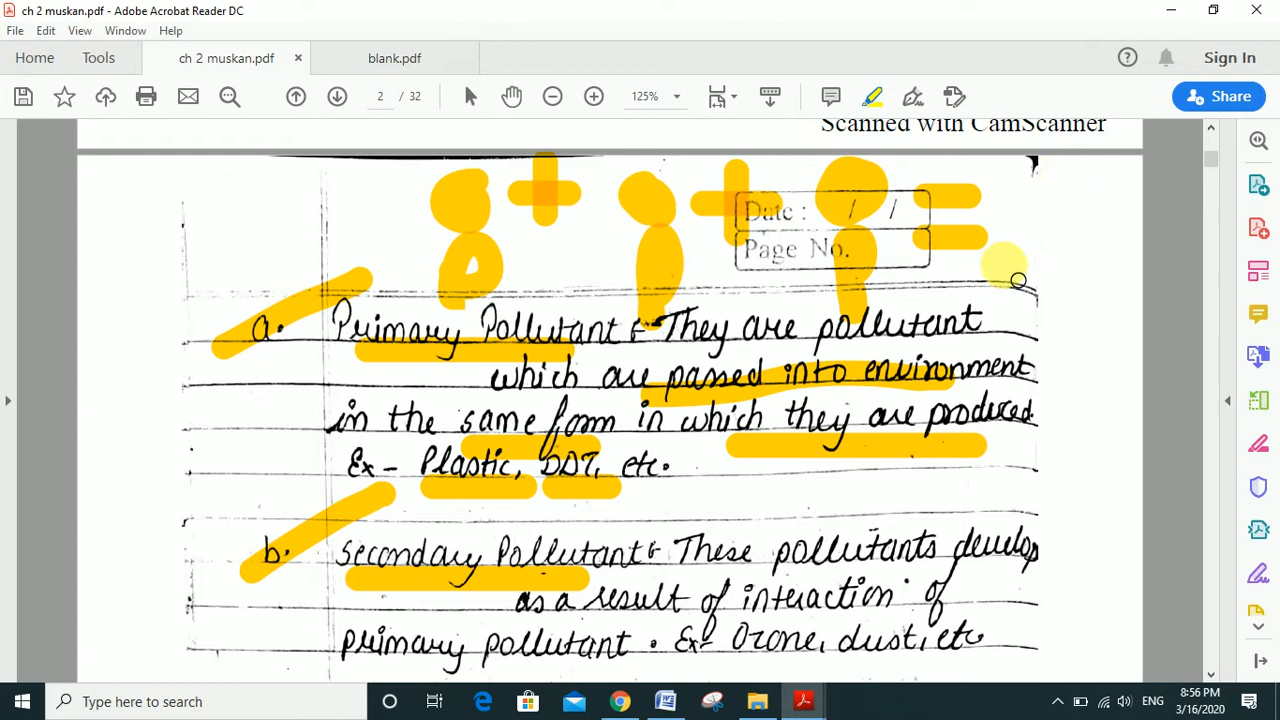 ch 2 muskan.pdf - Adobe Acrobat Reader DC
File Edit View Window Help
Home Tools ch 2 muskan.pdf × blank.pdf Sign In
2 / 32 125% Share
Scanned with CamScanner
Date : / /
Page No.
a. Primary Pollutant :- They are pollutant
which are passed into environment
in the same form in which they are produced
Ex - Plastic, DDT, etc.
b. Secondary Pollutant :- These pollutants develop
as a result of interaction of
primary pollutant . Ex- Ozone, dust, etc
Type here to search
ENG
8:56 PM
3/16/2020